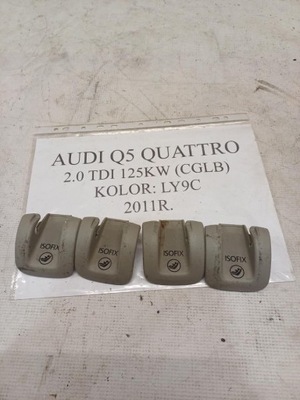 AUDI Q5 QUATTRO
2.0 TDI 125KW (CGLB)
KOLOR: LY9C
2011R.
ISOFIX
ISOFIX
ISOFIX
ISOFIX